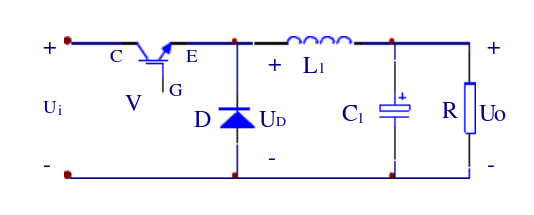 + C E + L1 +
Ui V G D UD C1 + R Uo
- - -